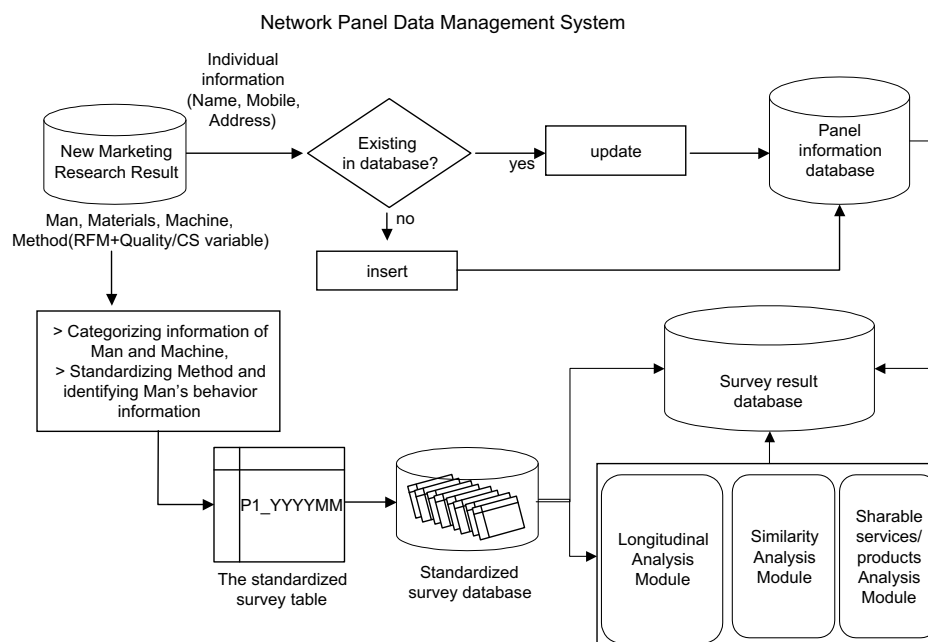 Network Panel Data Management System
Individual
information
(Name, Mobile,
Address)
New Marketing
Research Result
Existing
in database?
yes
update
Panel
information
database
no
insert
Man, Materials, Machine,
Method(RFM+Quality/CS variable)
> Categorizing information of
Man and Machine,
> Standardizing Method and
identifying Man's behavior
information
P1_YYYYMM
The standardized
survey table
Standardized
survey database
Survey result
database
Longitudinal
Analysis
Module
Similarity
Analysis
Module
Sharable
services/
products
Analysis
Module